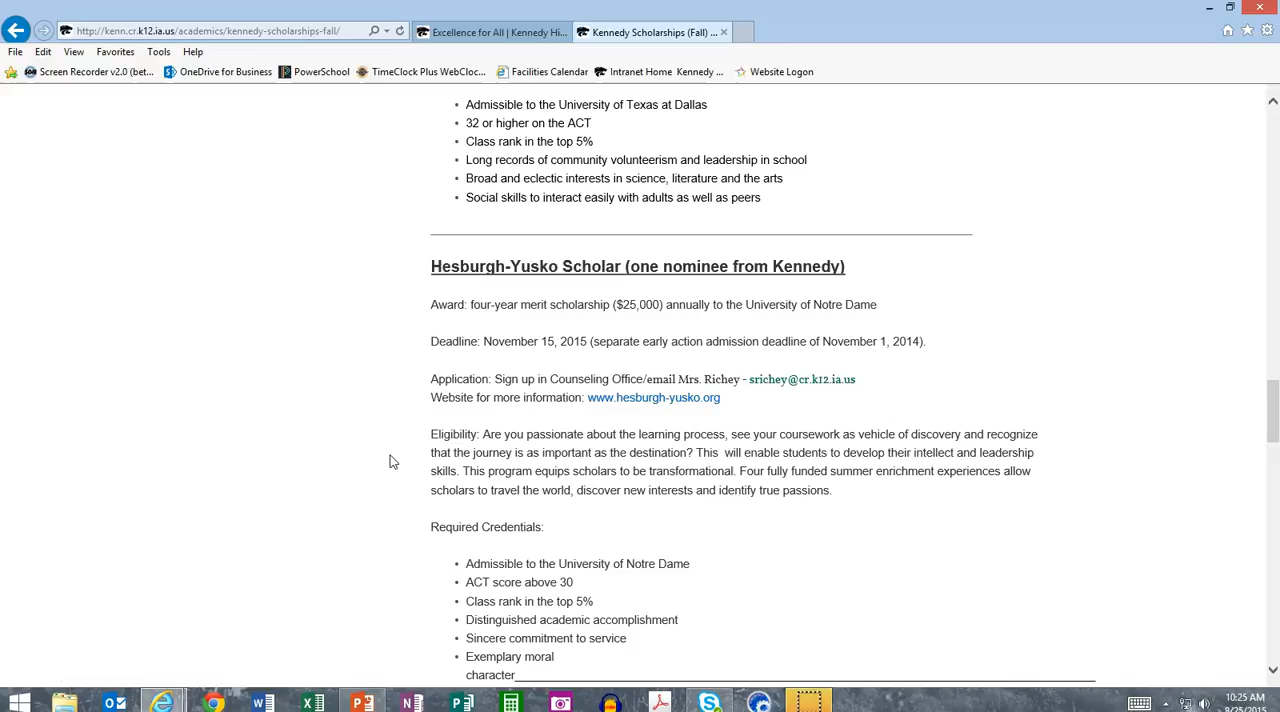 http://kenn.cr.k12.ia.us/academics/kennedy-scholarships-fall/
Excellence for All | Kennedy Hi...
Kennedy Scholarships (Fall) ...
File Edit View Favorites Tools Help
Screen Recorder v2.0 (bet... OneDrive for Business PowerSchool TimeClock Plus WebCloc... Facilities Calendar Intranet Home Kennedy ... Website Logon
• Admissible to the University of Texas at Dallas
• 32 or higher on the ACT
• Class rank in the top 5%
• Long records of community volunteerism and leadership in school
• Broad and eclectic interests in science, literature and the arts
• Social skills to interact easily with adults as well as peers
Hesburgh-Yusko Scholar (one nominee from Kennedy)
Award: four-year merit scholarship ($25,000) annually to the University of Notre Dame
Deadline: November 15, 2015 (separate early action admission deadline of November 1, 2014).
Application: Sign up in Counseling Office/email Mrs. Richey - srichey@cr.k12.ia.us
Website for more information: www.hesburgh-yusko.org
Eligibility: Are you passionate about the learning process, see your coursework as vehicle of discovery and recognize
that the journey is as important as the destination? This will enable students to develop their intellect and leadership
skills. This program equips scholars to be transformational. Four fully funded summer enrichment experiences allow
scholars to travel the world, discover new interests and identify true passions.
Required Credentials:
• Admissible to the University of Notre Dame
• ACT score above 30
• Class rank in the top 5%
• Distinguished academic accomplishment
• Sincere commitment to service
• Exemplary moral
character
10:25 AM
8/25/2015